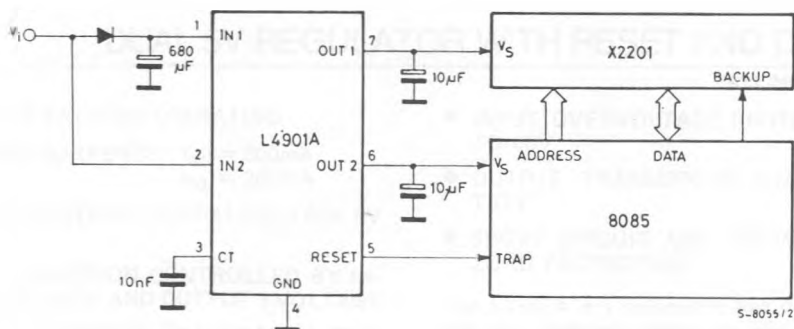 Vi
1
IN 1
680
µF
OUT 1
7
10µF
VS
X2201
BACKUP
L4901A
2
IN 2
OUT 2
6
10µF
VS
ADDRESS
DATA
8085
3
CT
10nF
RESET
5
TRAP
GND
4
S-8055/2